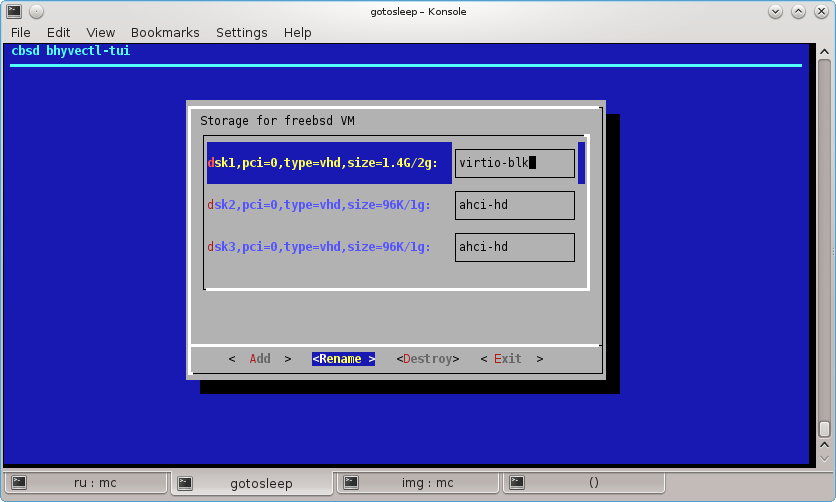 gotosleep – Konsole
File Edit View Bookmarks Settings Help
cbsd bhyvectl-tui
Storage for freebsd VM
dsk1,pci=0,type=vhd,size=1.4G/2g: virtio-blk
dsk2,pci=0,type=vhd,size=96K/1g: ahci-hd
dsk3,pci=0,type=vhd,size=96K/1g: ahci-hd
< Add > <Rename > <Destroy> < Exit >
ru : mc gotosleep img : mc ()